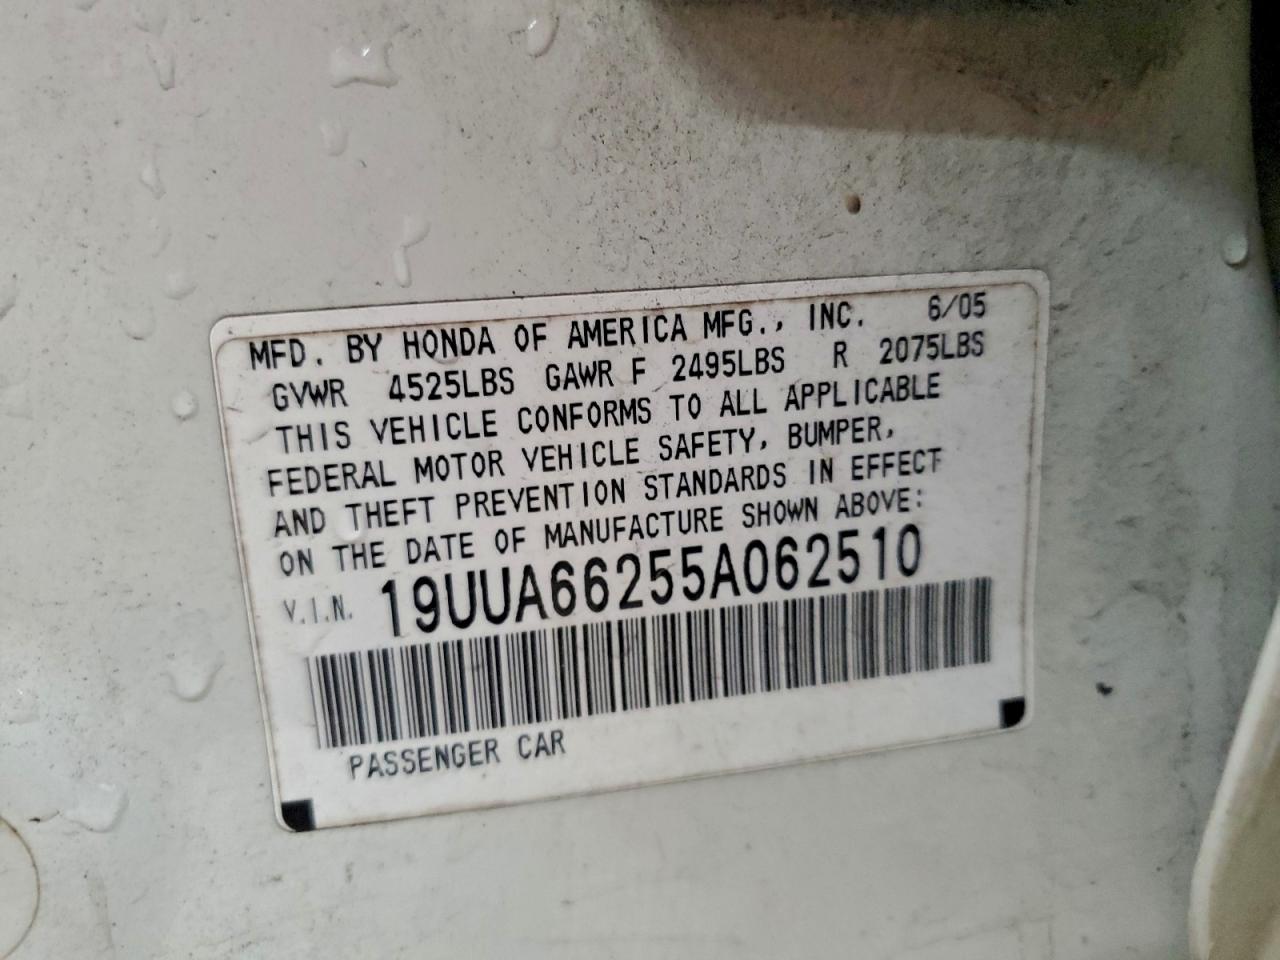 MFD. BY HONDA OF AMERICA MFG., INC. 6/05
GVWR 4525LBS GAWR F 2495LBS R 2075LBS
THIS VEHICLE CONFORMS TO ALL APPLICABLE
FEDERAL MOTOR VEHICLE SAFETY, BUMPER,
AND THEFT PREVENTION STANDARDS IN EFFECT
ON THE DATE OF MANUFACTURE SHOWN ABOVE:
V.I.N. 19UUA66255A062510
PASSENGER CAR